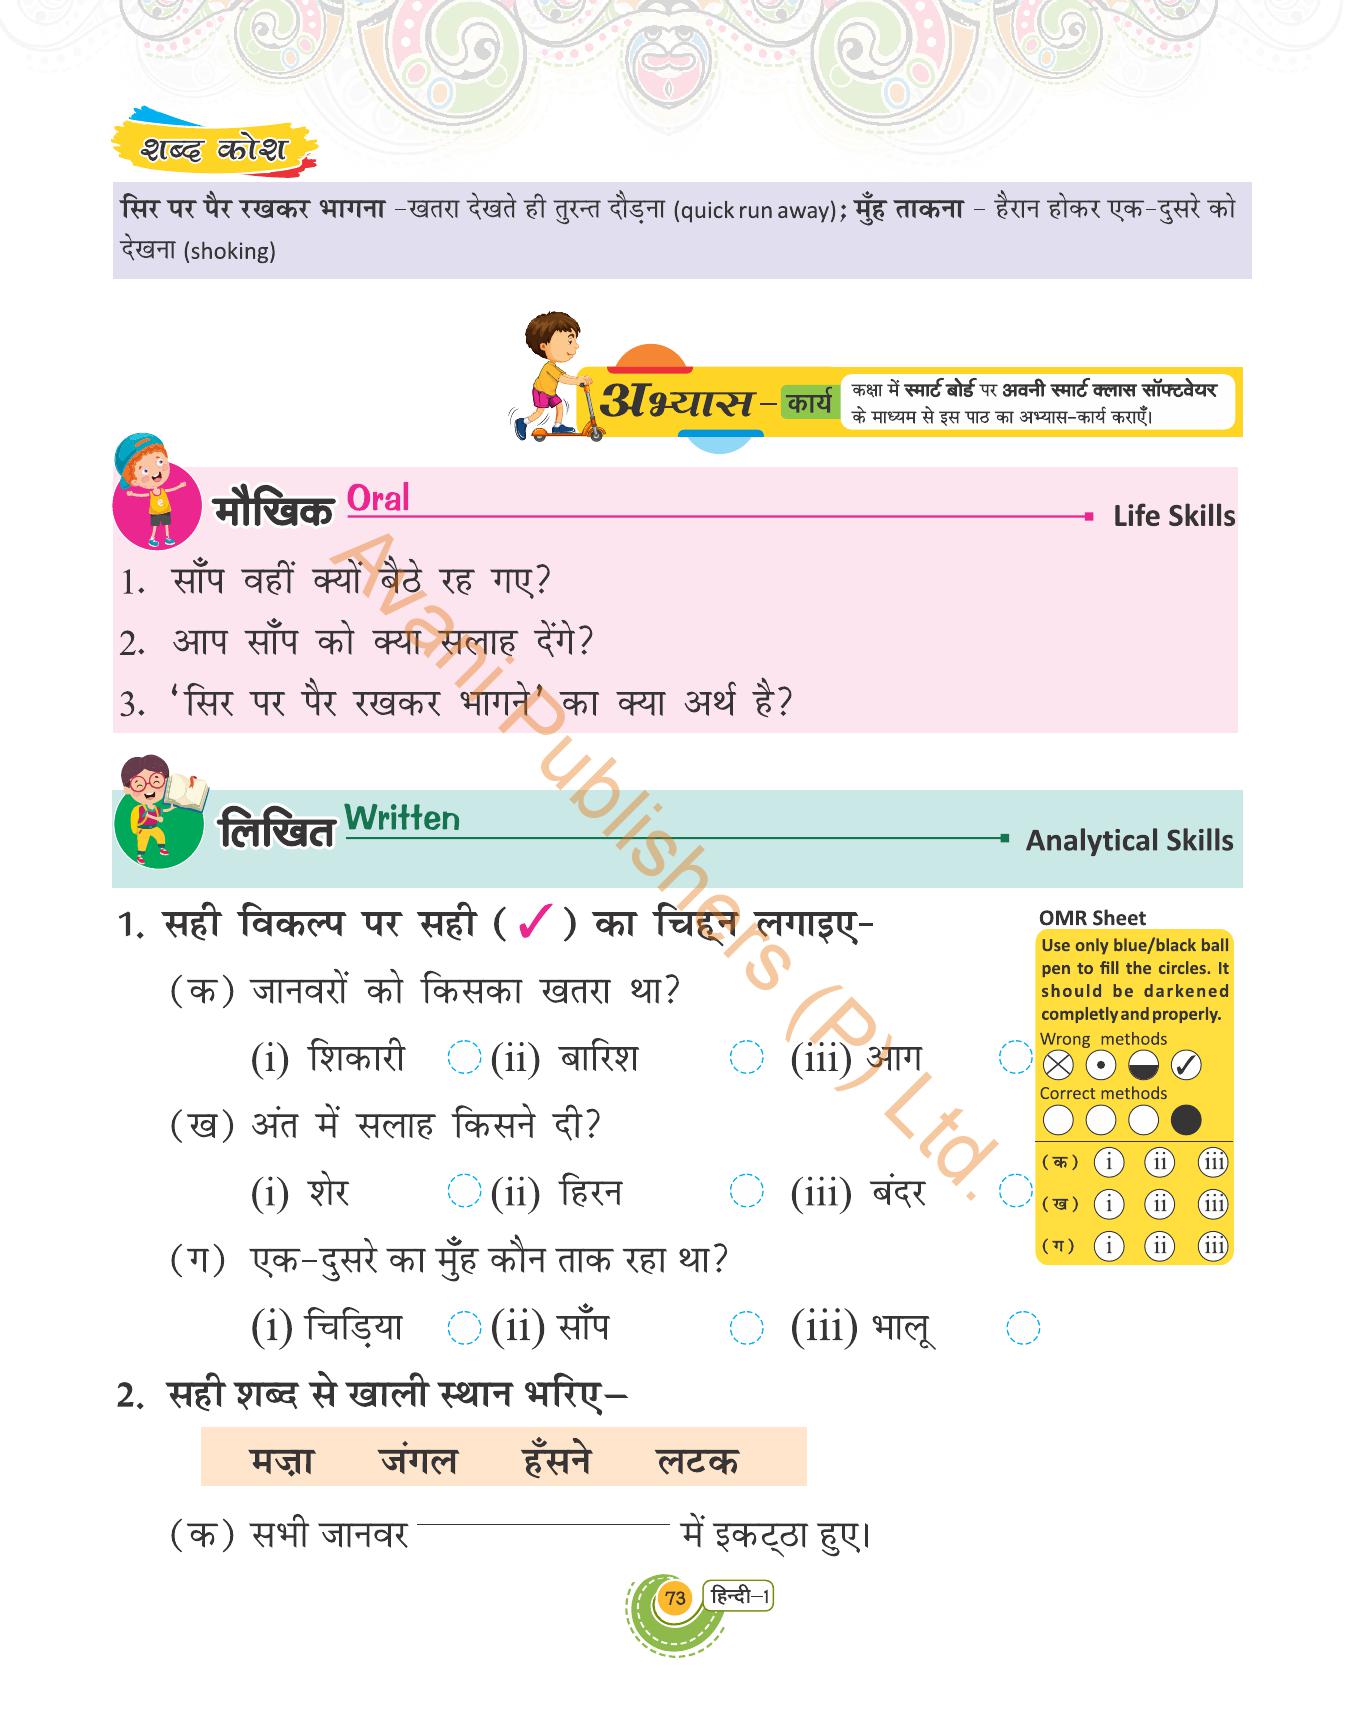 शब्द कोश
सिर पर पैर रखकर भागना –खतरा देखते ही तुरन्त दौड़ना (quick run away); मुँह ताकना – हैरान होकर एक-दुसरे को
देखना (shoking)
अभ्यास – कार्य
कक्षा में स्मार्ट बोर्ड पर अवनी स्मार्ट क्लास सॉफ्टवेयर
के माध्यम से इस पाठ का अभ्यास-कार्य कराएँ।
मौखिक Oral Life Skills
1. साँप वहीं क्यों बैठे रह गए?
2. आप साँप को क्या सलाह देंगे?
3. ‘सिर पर पैर रखकर भागने’ का क्या अर्थ है?
लिखित Written Analytical Skills
1. सही विकल्प पर सही (✓) का चिह्न लगाइए–
(क) जानवरों को किसका खतरा था?
(i) शिकारी (ii) बारिश (iii) आग
(ख) अंत में सलाह किसने दी?
(i) शेर (ii) हिरन (iii) बंदर
(ग) एक-दुसरे का मुँह कौन ताक रहा था?
(i) चिड़िया (ii) साँप (iii) भालू
OMR Sheet
Use only blue/black ball
pen to fill the circles. It
should be darkened
completly and properly.
Wrong methods
Correct methods
(क) i ii iii
(ख) i ii iii
(ग) i ii iii
2. सही शब्द से खाली स्थान भरिए–
मज़ा जंगल हँसने लटक
(क) सभी जानवर ____________ में इकट्ठा हुए।
73 हिन्दी–1
Avani Publishers (P) Ltd.